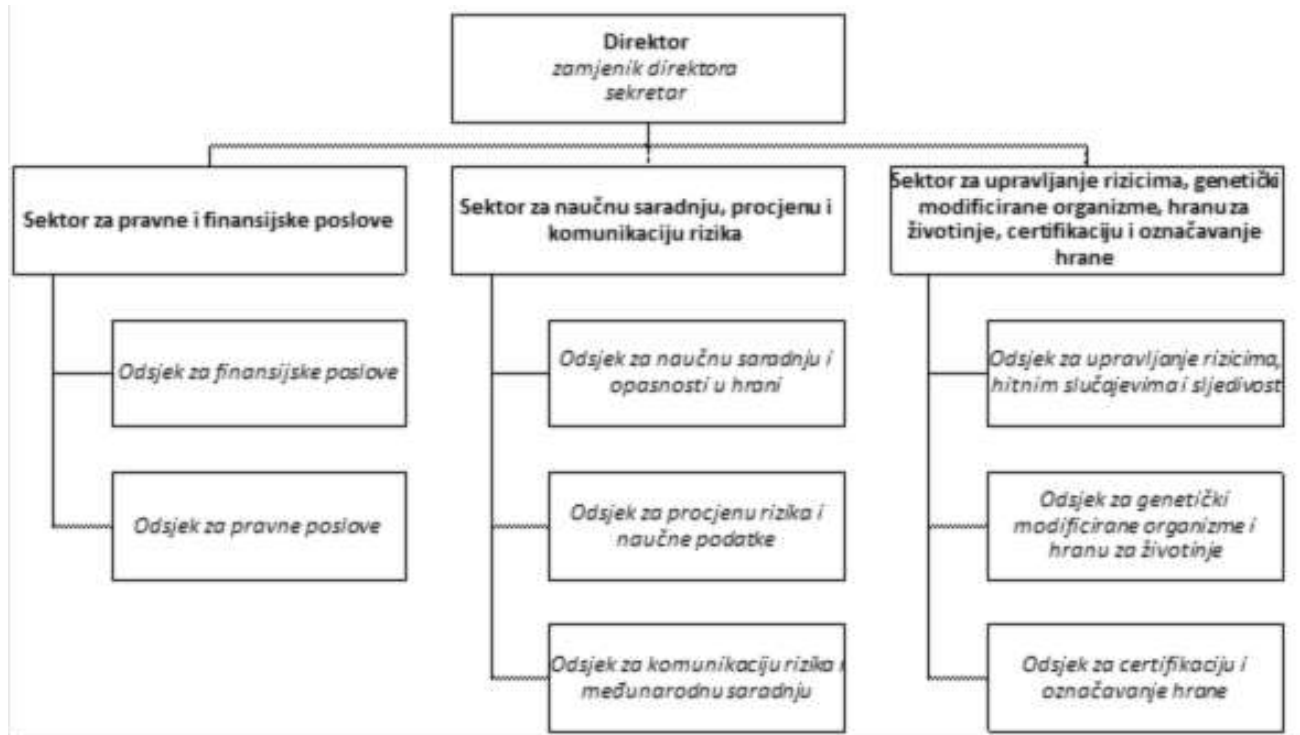 Direktor
zamjenik direktora
sekretar
Sektor za pravne i finansijske poslove
Sektor za naučnu saradnju, procjenu i
komunikaciju rizika
Sektor za upravljanje rizicima, genetički
modificirane organizme, hranu za
životinje, certifikaciju i označavanje
hrane
Odsjek za finansijske poslove
Odsjek za pravne poslove
Odsjek za naučnu saradnju i
opasnosti u hrani
Odsjek za procjenu rizika i
naučne podatke
Odsjek za komunikaciju rizika i
međunarodnu saradnju
Odsjek za upravljanje rizicima,
hitnim slučajevima i sljedivost
Odsjek za genetički
modificirane organizme i
hranu za životinje
Odsjek za certifikaciju i
označavanje hrane